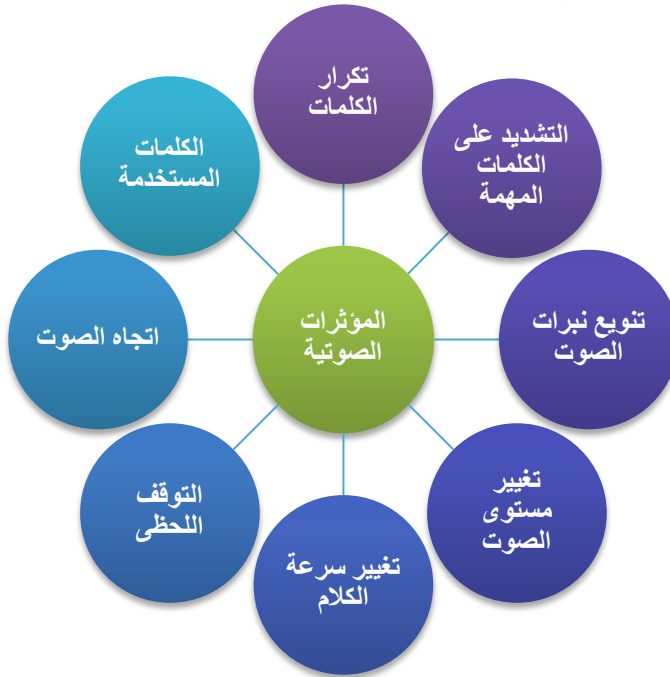 تكرار
الكلمات
التشديد على
الكلمات
المهمة
تنويع نبرات
الصوت
تغيير
مستوى
الصوت
تغيير سرعة
الكلام
التوقف
اللحظى
اتجاه الصوت
الكلمات
المستخدمة
المؤثرات
الصوتية